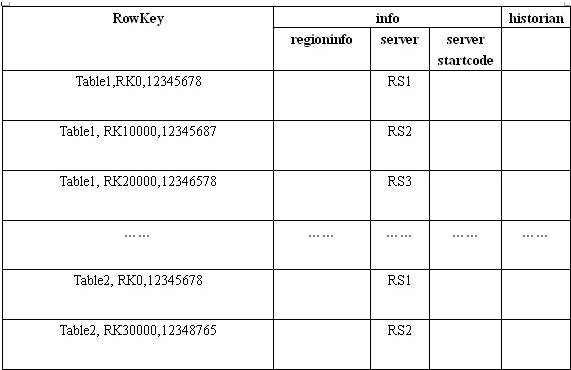 RowKey info historian
regioninfo server server
startcode
Table1,RK0,12345678 RS1
Table1, RK10000,12345687 RS2
Table1, RK20000,12346578 RS3
…… …… …… …… ……
Table2, RK0,12345678 RS1
Table2, RK30000,12348765 RS2